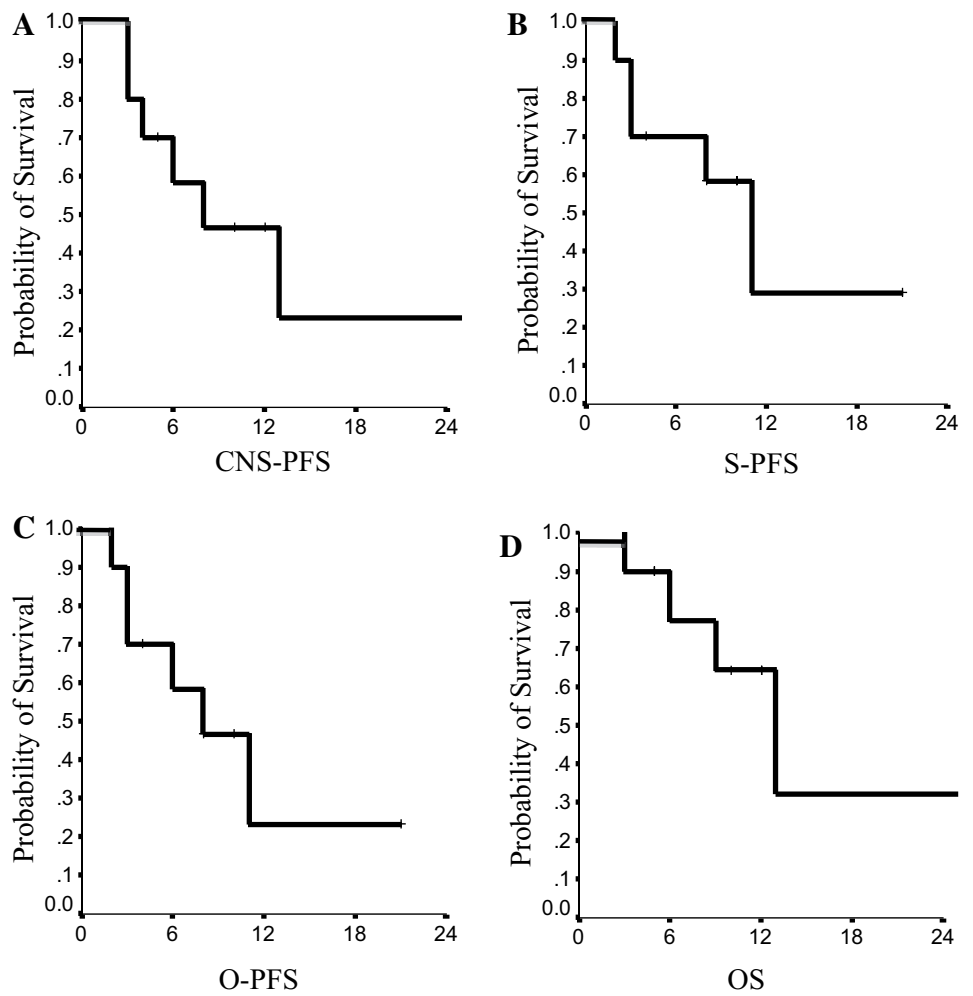 A
Probability of Survival
1.0
.9
.8
.7
.6
.5
.4
.3
.2
.1
0.0
0 6 12 18 24
CNS-PFS
B
Probability of Survival
1.0
.9
.8
.7
.6
.5
.4
.3
.2
.1
0.0
0 6 12 18 24
S-PFS
C
Probability of Survival
1.0
.9
.8
.7
.6
.5
.4
.3
.2
.1
0.0
0 6 12 18 24
O-PFS
D
Probability of Survival
1.0
.9
.8
.7
.6
.5
.4
.3
.2
.1
0.0
0 6 12 18 24
OS